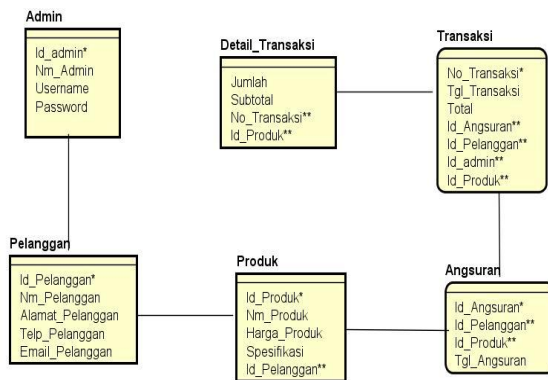 Admin
Id_admin*
Nm_Admin
Username
Password
Detail_Transaksi
Jumlah
Subtotal
No_Transaksi**
Id_Produk**
Transaksi
No_Transaksi*
Tgl_Transaksi
Total
Id_Angsuran**
Id_Pelanggan**
Id_admin**
Id_Produk**
Pelanggan
Id_Pelanggan*
Nm_Pelanggan
Alamat_Pelanggan
Telp_Pelanggan
Email_Pelanggan
Produk
Id_Produk*
Nm_Produk
Harga_Produk
Spesifikasi
Id_Pelanggan**
Angsuran
Id_Angsuran*
Id_Pelanggan**
Id_Produk**
Tgl_Angsuran